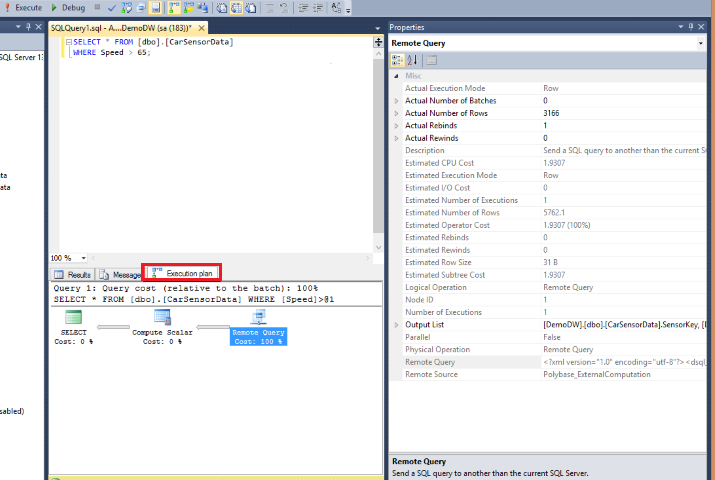 Execute Debug
SQLQuery1.sql - A....DemoDW (sa (183))*
SELECT * FROM [dbo].[CarSensorData]
WHERE Speed > 65;
SQL Server 13
ata
sabled)
100 %
Results Message Execution plan
Query 1: Query cost (relative to the batch): 100%
SELECT * FROM [dbo].[CarSensorData] WHERE [Speed]>@1
SELECT
Cost: 0 %
Compute Scalar
Cost: 0 %
Remote Query
Cost: 100 %
Properties
Remote Query
Misc
Actual Execution Mode Row
Actual Number of Batches 0
Actual Number of Rows 3166
Actual Rebinds 1
Actual Rewinds 0
Description Send a SQL query to another than the current S
Estimated CPU Cost 1.9307
Estimated Execution Mode Row
Estimated I/O Cost 0
Estimated Number of Executions 1
Estimated Number of Rows 5762.1
Estimated Operator Cost 1.9307 (100%)
Estimated Rebinds 0
Estimated Rewinds 0
Estimated Row Size 31 B
Estimated Subtree Cost 1.9307
Logical Operation Remote Query
Node ID 1
Number of Executions 1
Output List [DemoDW].[dbo].[CarSensorData].SensorKey, [D
Parallel False
Physical Operation Remote Query
Remote Query <?xml version="1.0" encoding="utf-8"?> <dsql_
Remote Source Polybase_ExternalComputation
Remote Query
Send a SQL query to another than the current SQL Server.